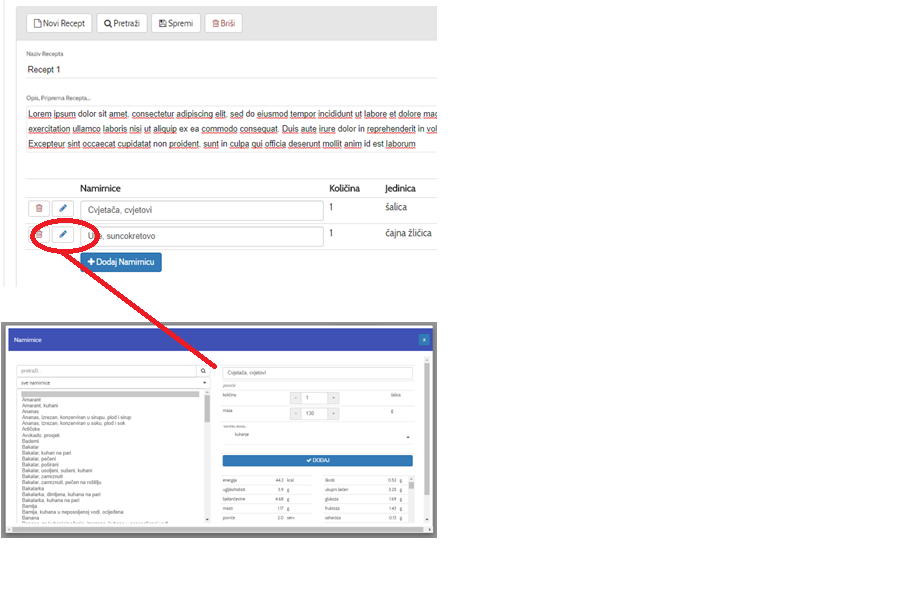 Novi Recept Pretraži Spremi Briši
Naziv Recepta
Recept 1
Opis, Priprema Recepta...
Lorem ipsum dolor sit amet, consectetur adipiscing elit, sed do eiusmod tempor incididunt ut labore et dolore mag
exercitation ullamco laboris nisi ut aliquip ex ea commodo consequat. Duis aute irure dolor in reprehenderit in vol
Excepteur sint occaecat cupidatat non proident, sunt in culpa qui officia deserunt mollit anim id est laborum
Namirnice Količina Jedinica
Cvjetača, cvjetovi 1 šalica
suncokretovo 1 čajna žličica
Dodaj Namirnicu
Namirnice x
pretraži..
sve namirnice
Amarant
Amarant, kuhani
Ananas
Ananas, izrezan, konzerviran u sirupu, plod i sirup
Ananas, izrezan, konzerviran u soku, plod i sok
Artičoke
Avokado, prosjek
Bademi
Bakalar
Bakalar, kuhan na pari
Bakalar, pečeni
Bakalar, poširani
Bakalar, usoljeni, sušeni, kuhani
Bakalar, zamrznuti
Bakalar, zamrznuti, pečen na roštilju
Bakalarka
Bakalarka, dimljena, kuhana na pari
Bakalarka, kuhana na pari
Bamija
Bamija, kuhana u neposoljenoj vodi, ocijeđena
Banana
Cvjetača, cvjetovi
povrće
količina - 1 + šalica
masa - 130 + g
kuhanje
DODAJ
energija 44.3 kcal škrob 0.52 g
ugljikohidrati 3.9 g ukupni šećeri 3.25 g
bjelančevine 4.68 g glukoza 1.69 g
masti 1.17 g fruktoza 1.43 g
povrće 2.0 serv. saharoza 0.13 g